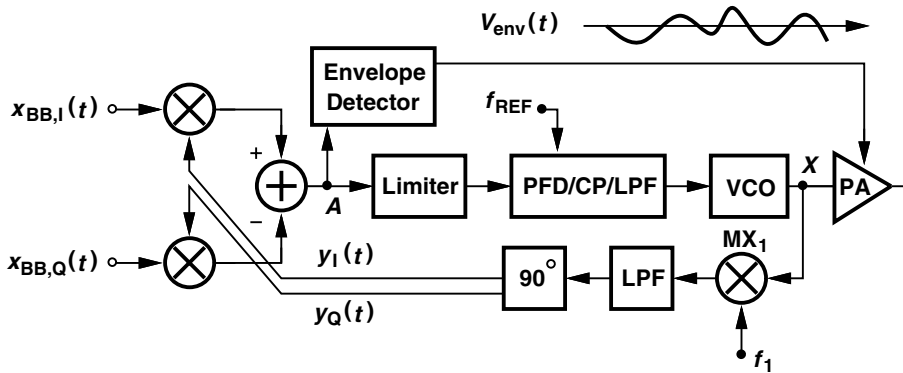 V_env(t)
Envelope
Detector
x_BB,I(t)
f_REF
+
A
Limiter
PFD/CP/LPF
VCO
X
PA
−
MX_1
x_BB,Q(t)
y_I(t)
90°
LPF
y_Q(t)
f_1